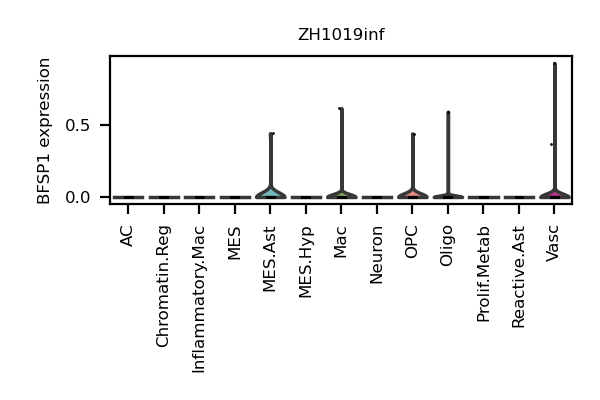 ZH1019inf
BFSP1 expression
0.5
0.0
AC
Chromatin.Reg
Inflammatory.Mac
MES
MES.Ast
MES.Hyp
Mac
Neuron
OPC
Oligo
Prolif.Metab
Reactive.Ast
Vasc